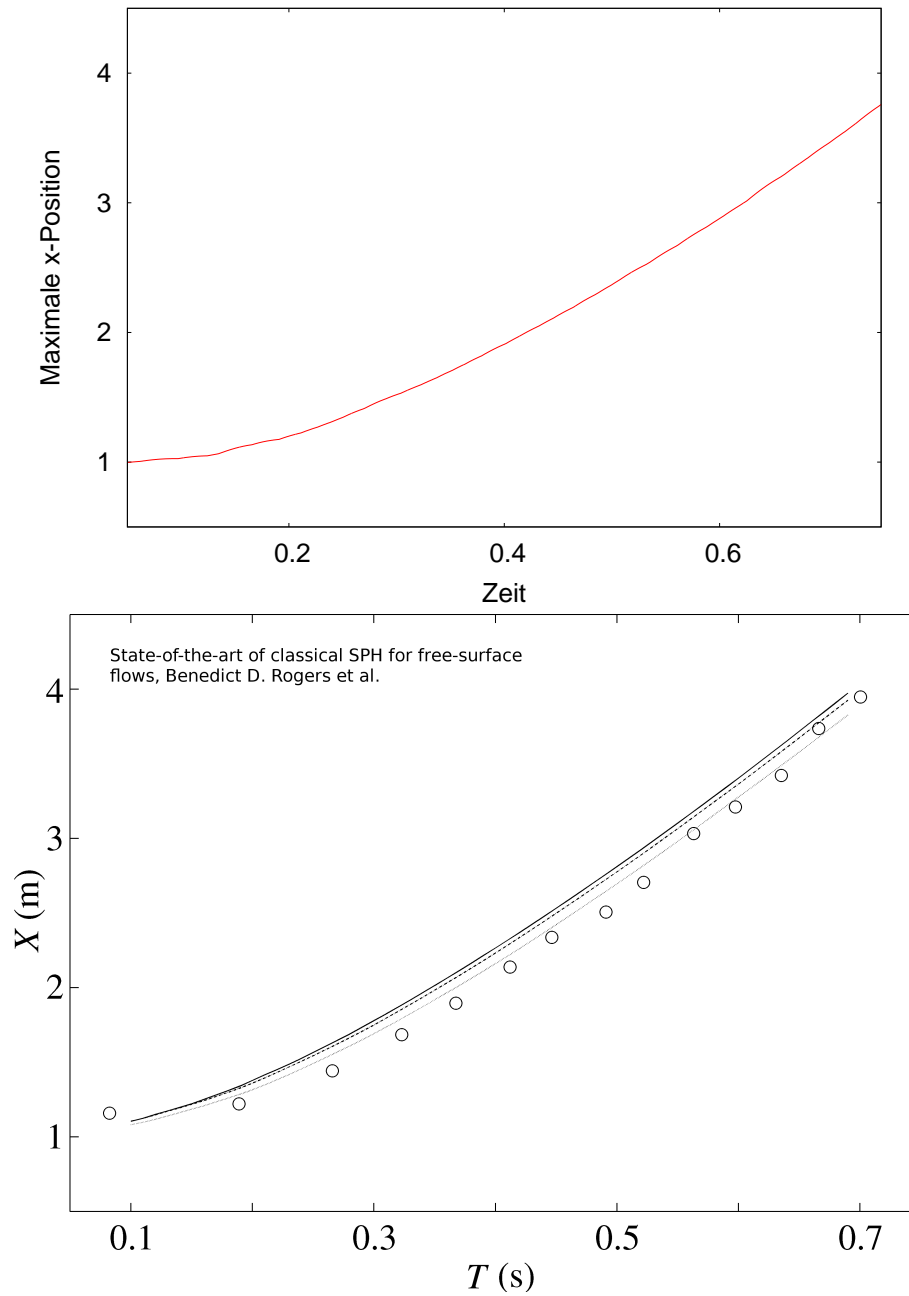 4
3
2
1
Maximale x-Position
0.2 0.4 0.6
Zeit
State-of-the-art of classical SPH for free-surface
flows, Benedict D. Rogers et al.
4
3
2
1
X (m)
0.1 0.3 0.5 0.7
T (s)